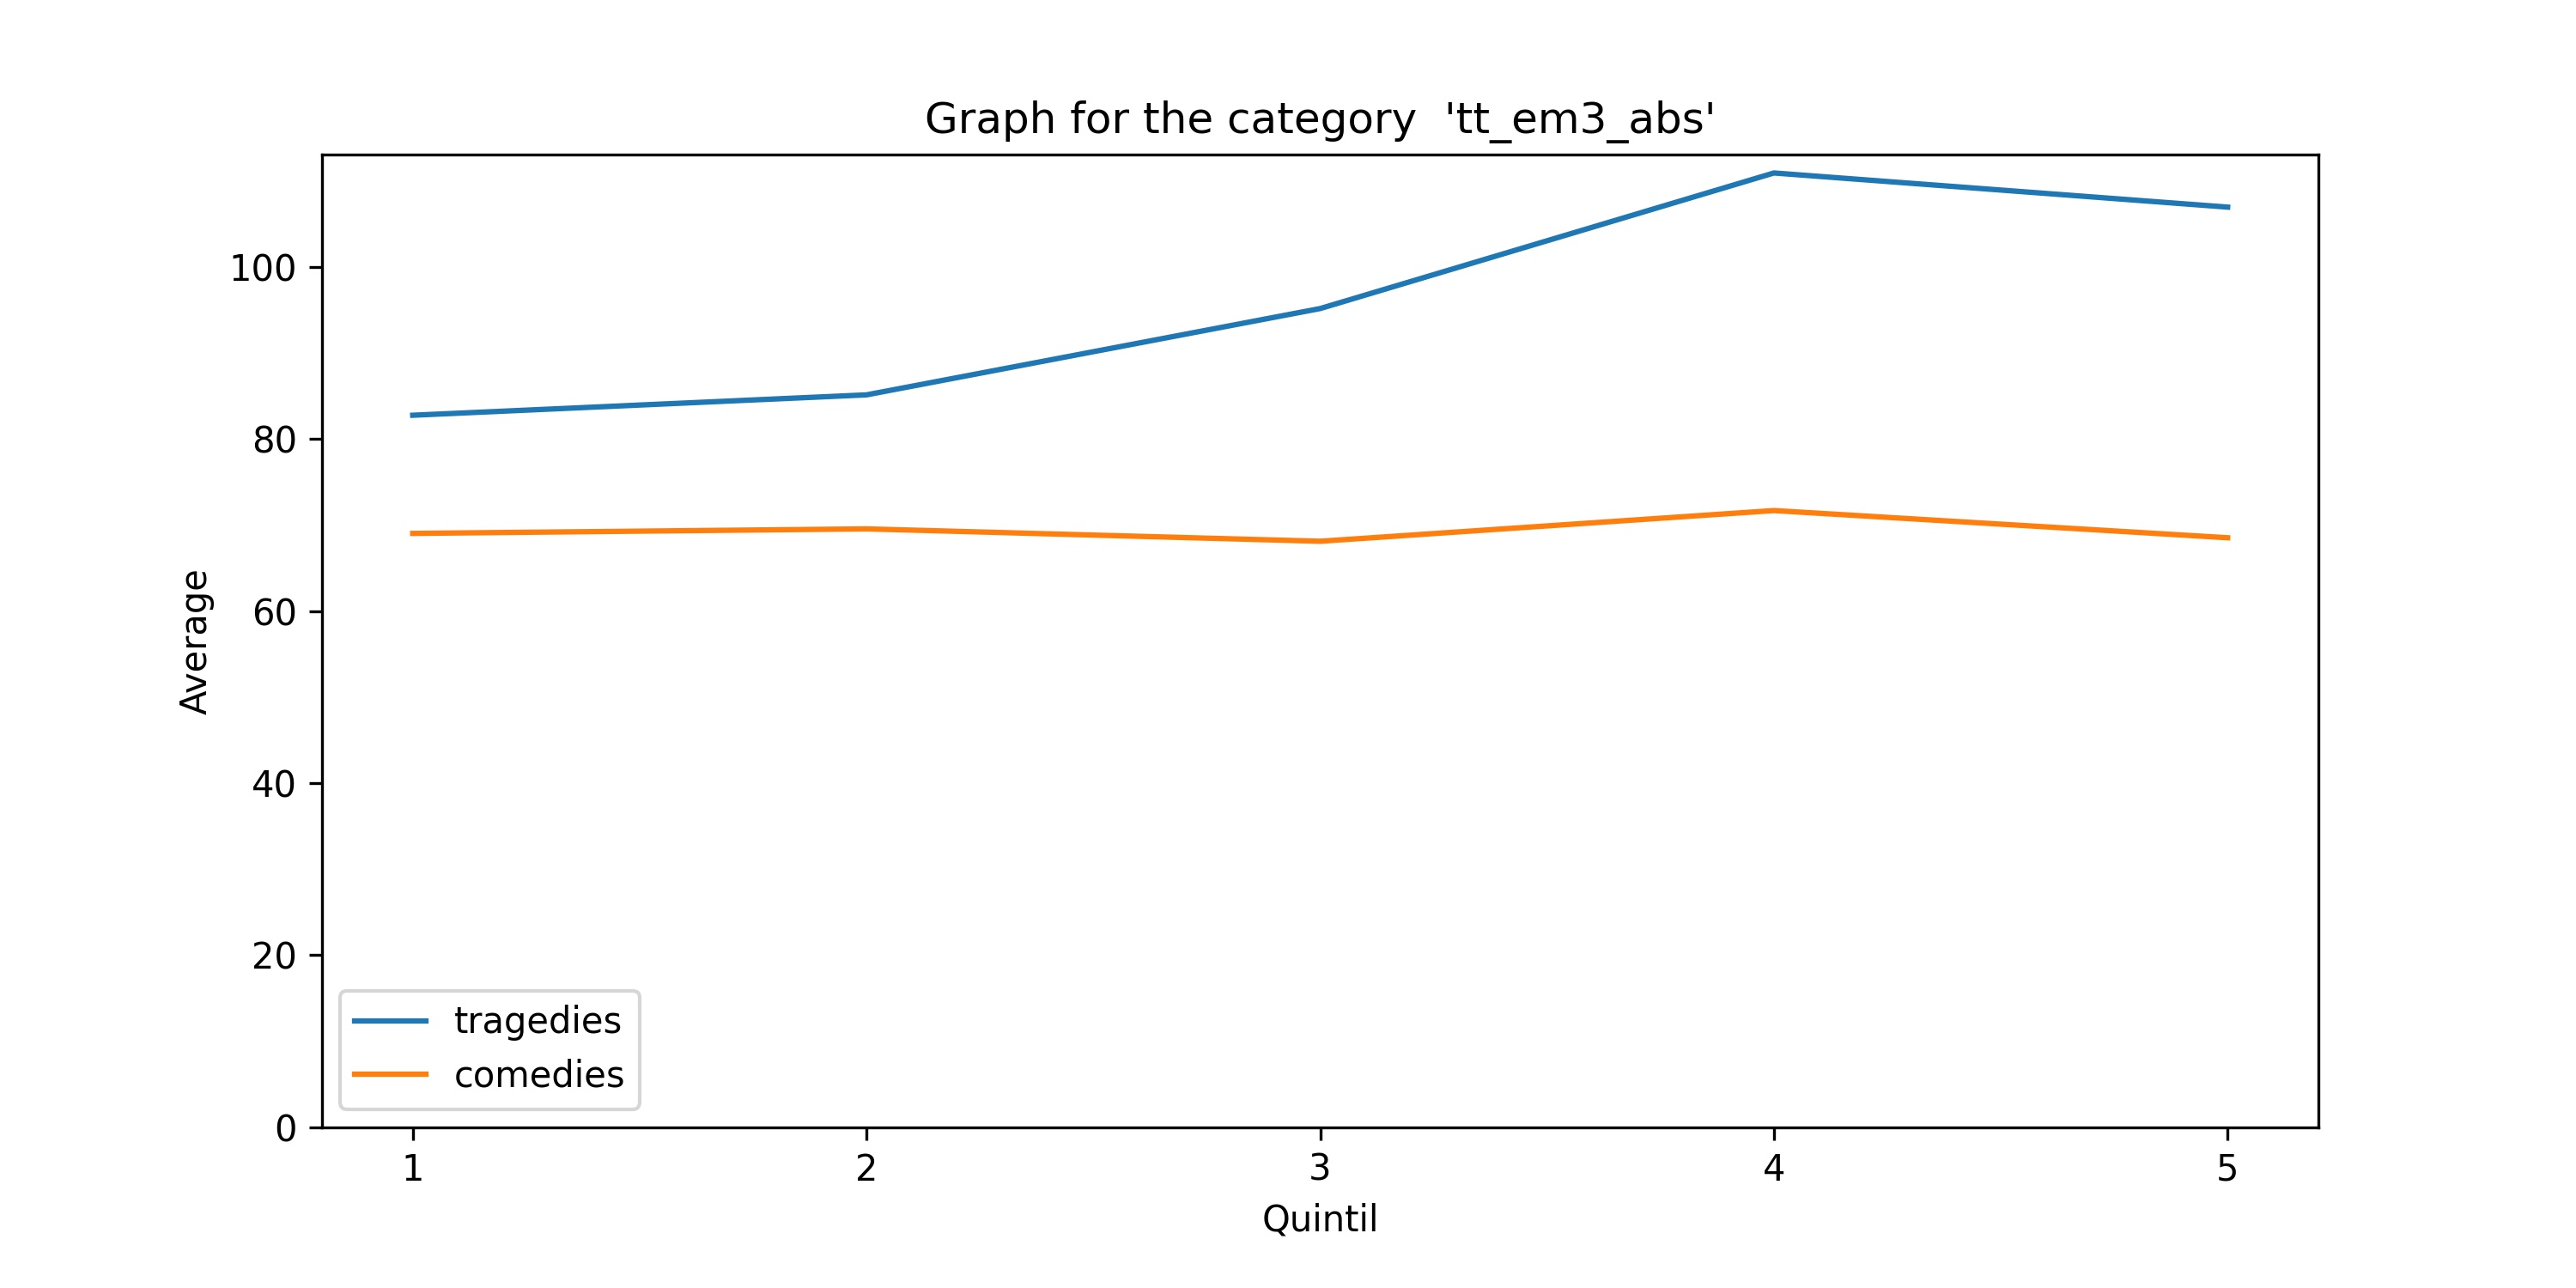 Graph for the category  'tt_em3_abs'
100
80
60
40
20
0
Average
tragedies
comedies
1 2 3 4 5
Quintil